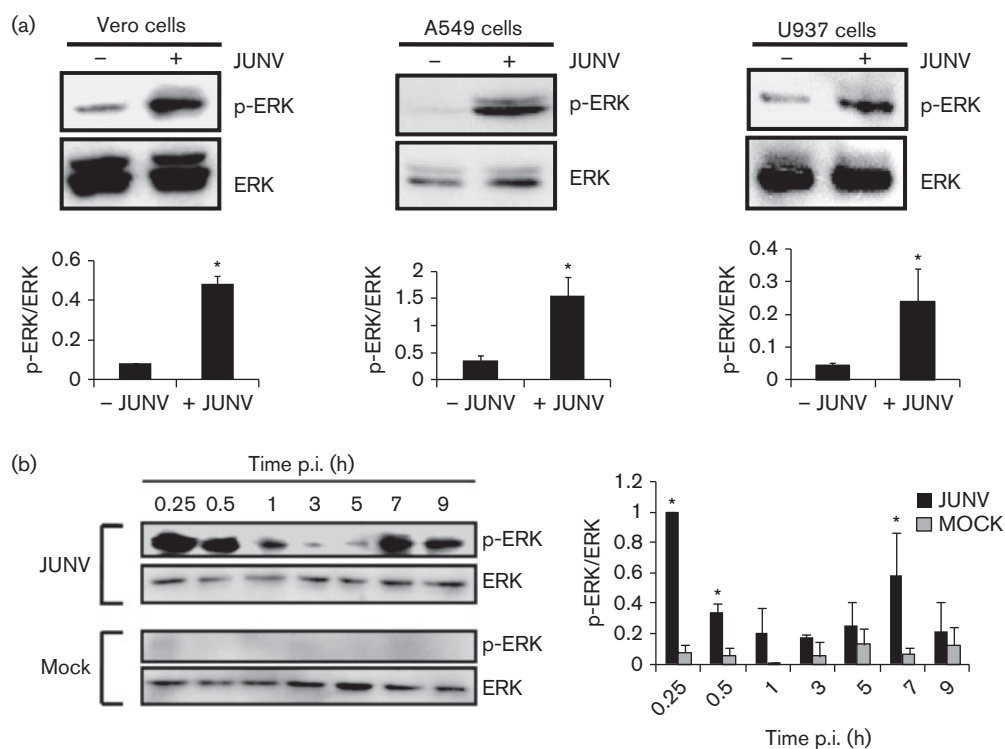 (a)
Vero cells
– + JUNV
p-ERK
ERK
p-ERK/ERK
0.6
0.4
0.2
0
*
– JUNV + JUNV
A549 cells
– + JUNV
p-ERK
ERK
p-ERK/ERK
2
1.5
1
0.5
0
*
– JUNV + JUNV
U937 cells
– + JUNV
p-ERK
ERK
p-ERK/ERK
0.4
0.3
0.2
0.1
0
*
– JUNV + JUNV
(b)
Time p.i. (h)
0.25 0.5 1 3 5 7 9
JUNV
p-ERK
ERK
Mock
p-ERK
ERK
p-ERK/ERK
1.2
1
0.8
0.6
0.4
0.2
0
*
*
*
JUNV
MOCK
0.25 0.5 1 3 5 7 9
Time p.i. (h)